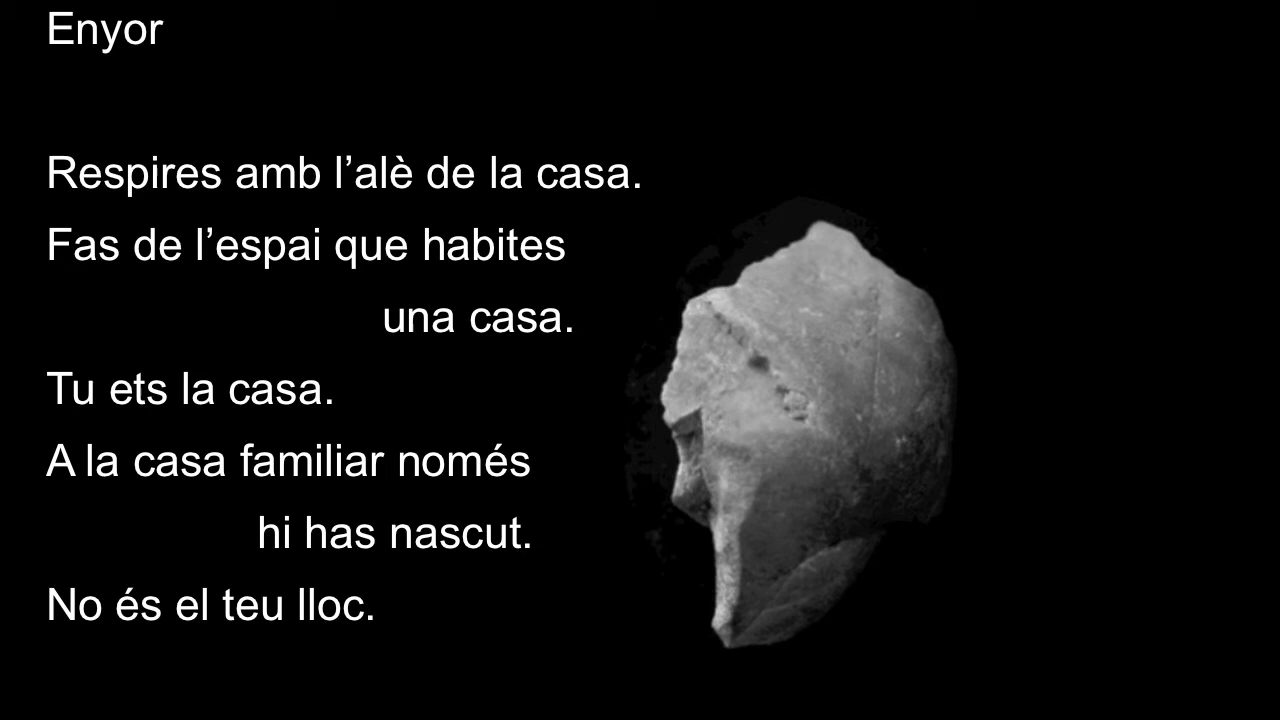 Enyor
Respires amb l’alè de la casa.
Fas de l’espai que habites
una casa.
Tu ets la casa.
A la casa familiar només
hi has nascut.
No és el teu lloc.